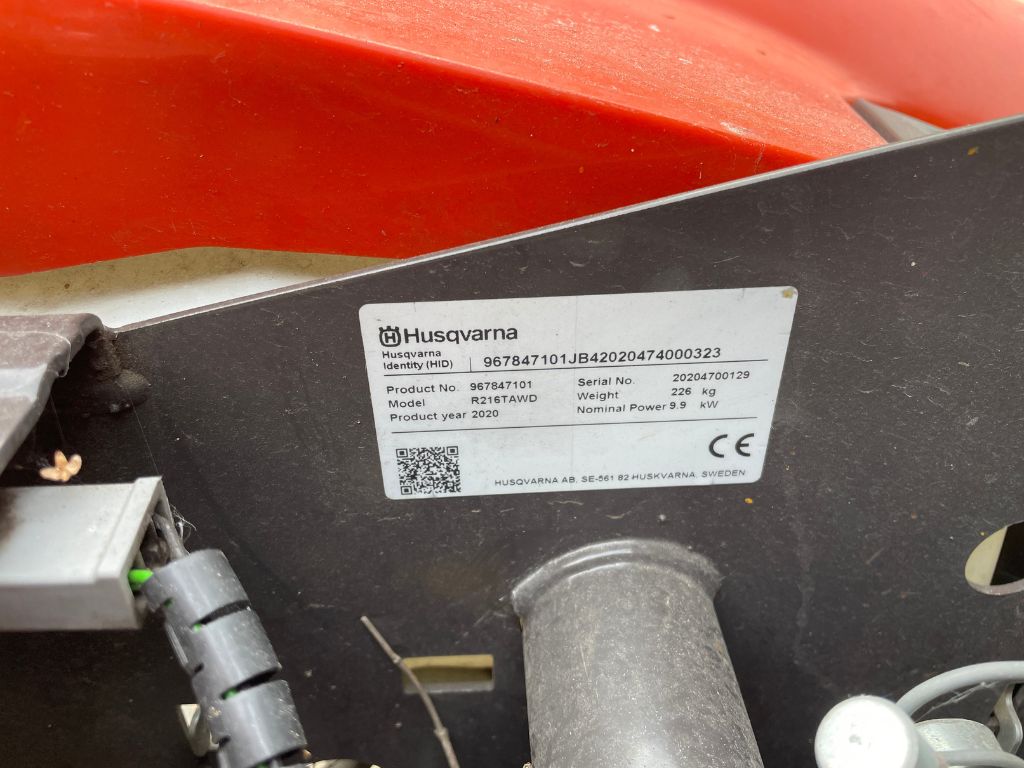 Husqvarna
Husqvarna
Identity (HID) 967847101JB42020474000323
Product No. 967847101 Serial No. 20204700129
Model R216TAWD Weight 226 kg
Product year 2020 Nominal Power 9.9 kW
CE
HUSQVARNA AB, SE-561 82 HUSKVARNA, SWEDEN